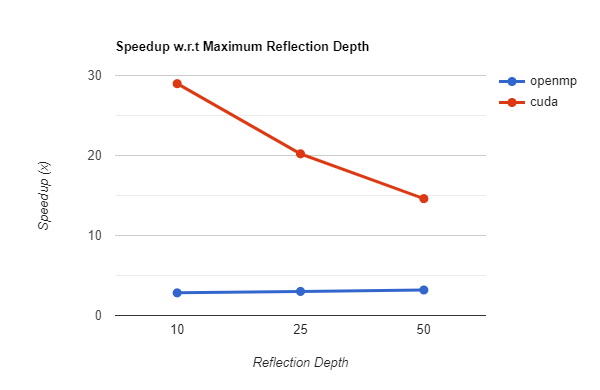 Speedup w.r.t Maximum Reflection Depth
30
20
10
0
Speedup (x)
10 25 50
Reflection Depth
openmp
cuda